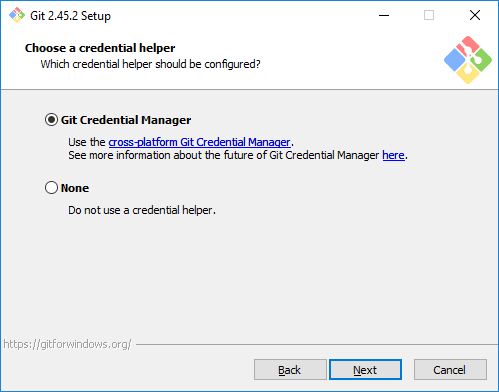 Git 2.45.2 Setup
Choose a credential helper
Which credential helper should be configured?
Git Credential Manager
Use the cross-platform Git Credential Manager.
See more information about the future of Git Credential Manager here.
None
Do not use a credential helper.
https://gitforwindows.org/
Back Next Cancel